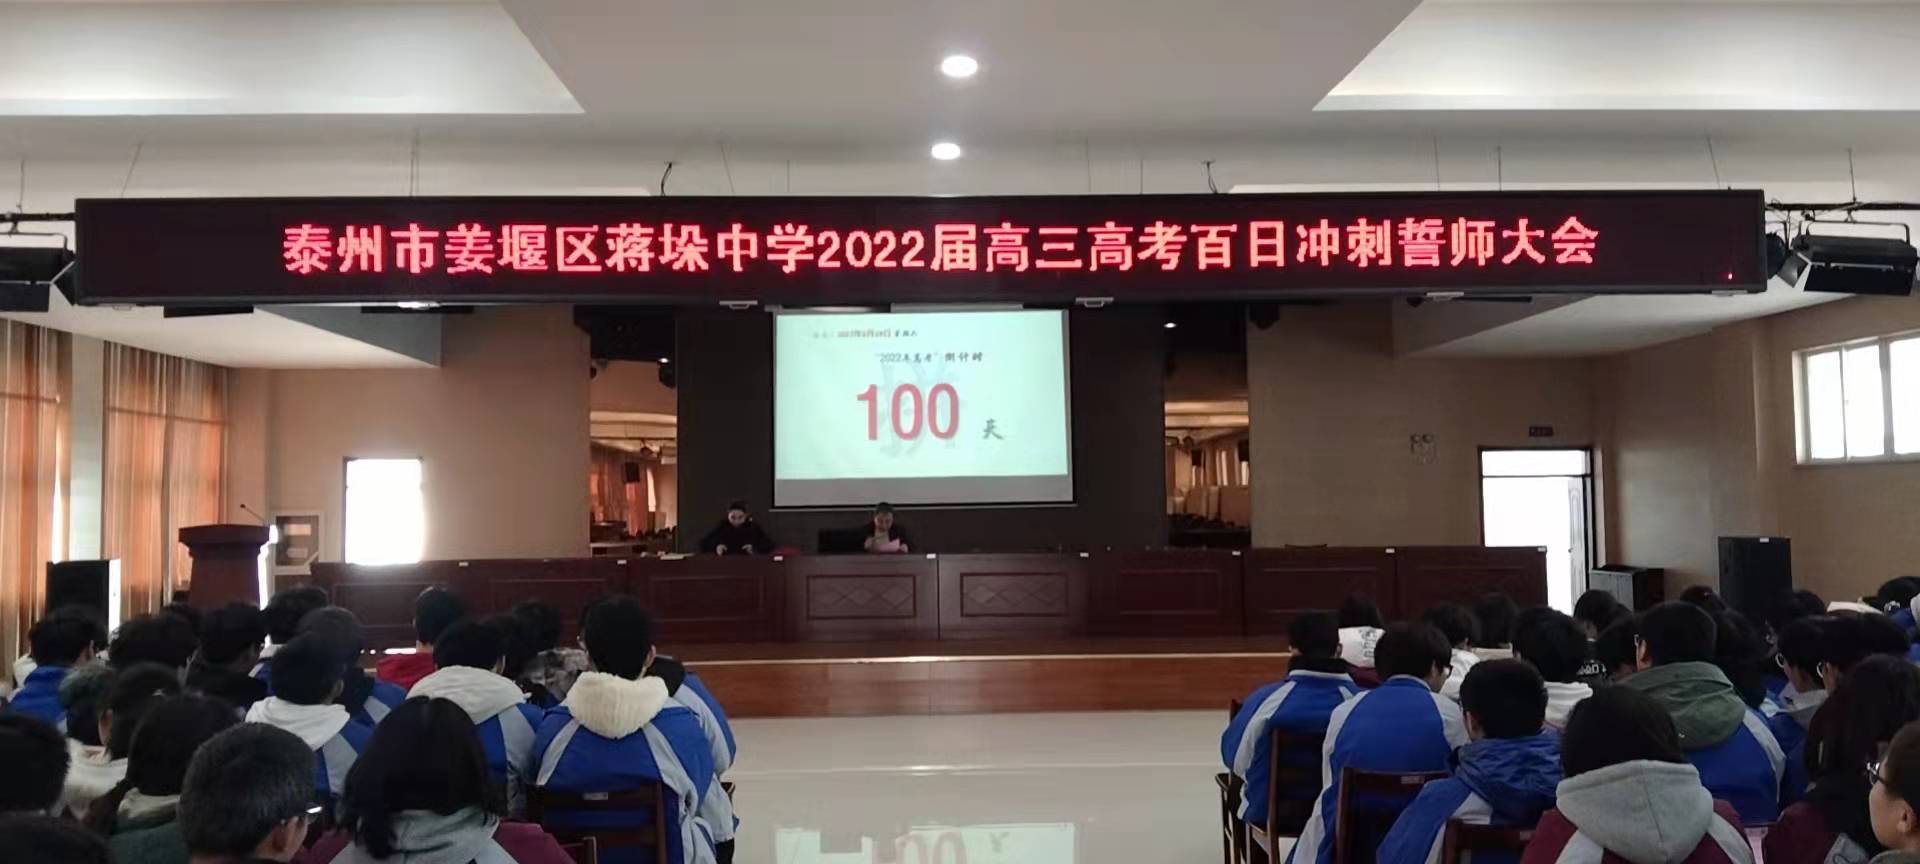 泰州市姜堰区蒋垛中学2022届高三高考百日冲刺誓师大会
"2022年高考"倒计时
100 天
拼